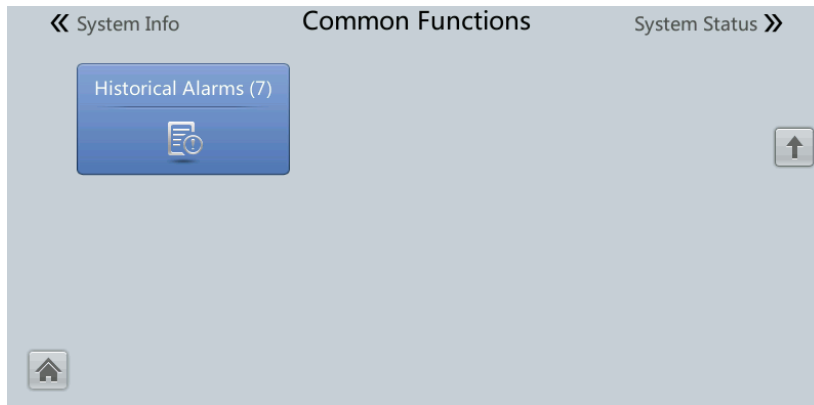 « System Info Common Functions System Status »
Historical Alarms (7)